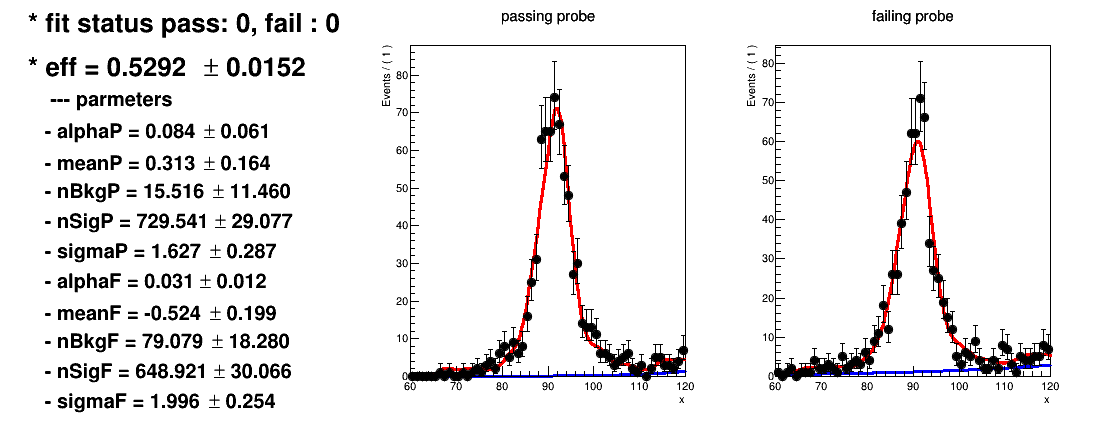 * fit status pass: 0, fail : 0
* eff = 0.5292 ± 0.0152
--- parmeters
- alphaP = 0.084 ± 0.061
- meanP = 0.313 ± 0.164
- nBkgP = 15.516 ± 11.460
- nSigP = 729.541 ± 29.077
- sigmaP = 1.627 ± 0.287
- alphaF = 0.031 ± 0.012
- meanF = -0.524 ± 0.199
- nBkgF = 79.079 ± 18.280
- nSigF = 648.921 ± 30.066
- sigmaF = 1.996 ± 0.254
passing probe
Events / ( 1 )
80
70
60
50
40
30
20
10
0
60 70 80 90 100 110 120
x
failing probe
Events / ( 1 )
80
70
60
50
40
30
20
10
0
60 70 80 90 100 110 120
x